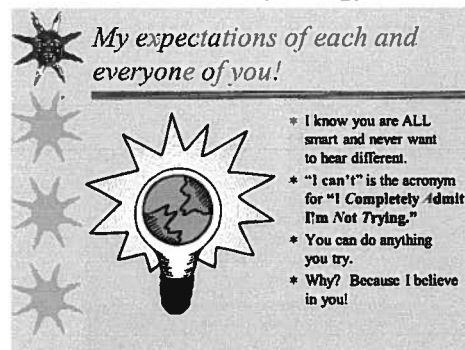 My expectations of each and
everyone of you!
* I know you are ALL
smart and never want
to hear different.
* "I can't" is the acronym
for "I Completely Admit
I'm Not Trying."
* You can do anything
you try.
* Why? Because I believe
in you!